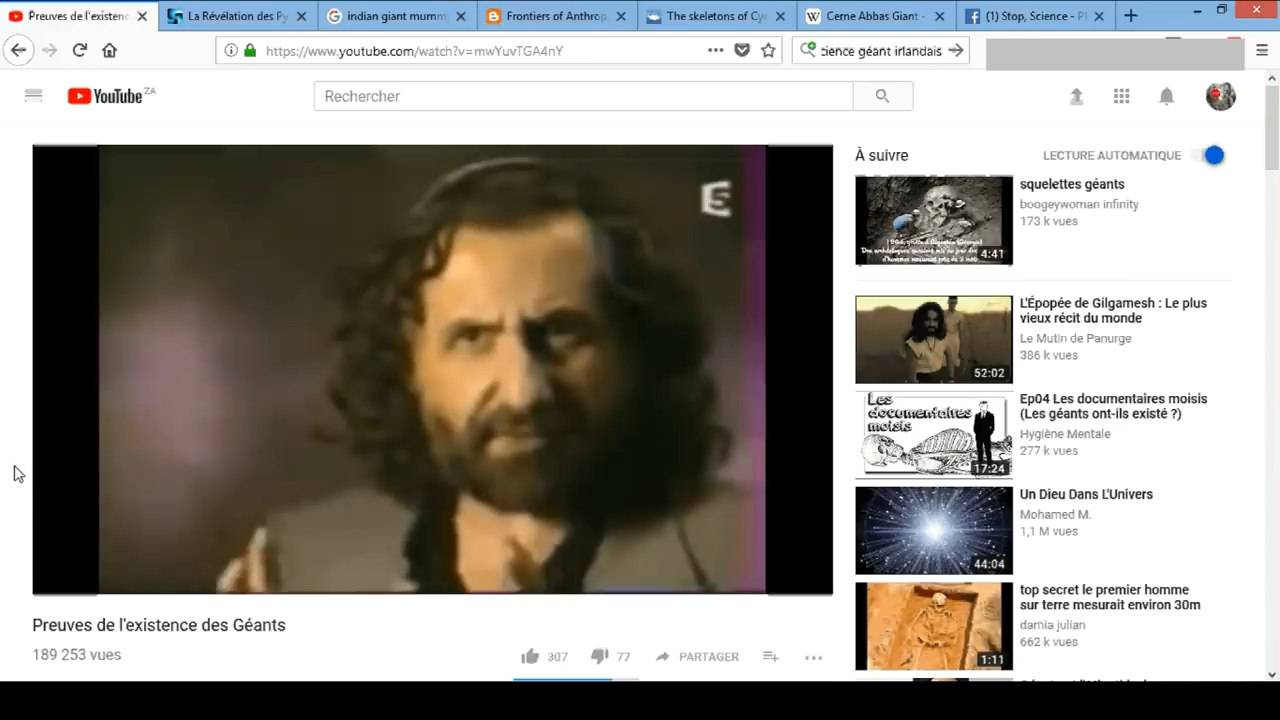 Preuves de l'existenc
La Révélation des Py
indian giant mumm
Frontiers of Anthrop
The skeletons of Cy
Cerne Abbas Giant -
(1) Stop, Science - Pl
https://www.youtube.com/watch?v=mwYuvTGA4nY
cience géant irlandais
YouTube ZA
Rechercher
5
À suivre
LECTURE AUTOMATIQUE
squelettes géants
boogeywoman infinity
173 k vues
4:41
L'Épopée de Gilgamesh : Le plus
vieux récit du monde
Le Mutin de Panurge
386 k vues
52:02
Les
documentaires
moisis
17:24
Ep04 Les documentaires moisis
(Les géants ont-ils existé ?)
Hygiène Mentale
277 k vues
Un Dieu Dans L'Univers
Mohamed M.
1,1 M vues
44:04
top secret le premier homme
sur terre mesurait environ 30m
damia julian
662 k vues
1:11
Preuves de l'existence des Géants
189 253 vues
307
77
PARTAGER